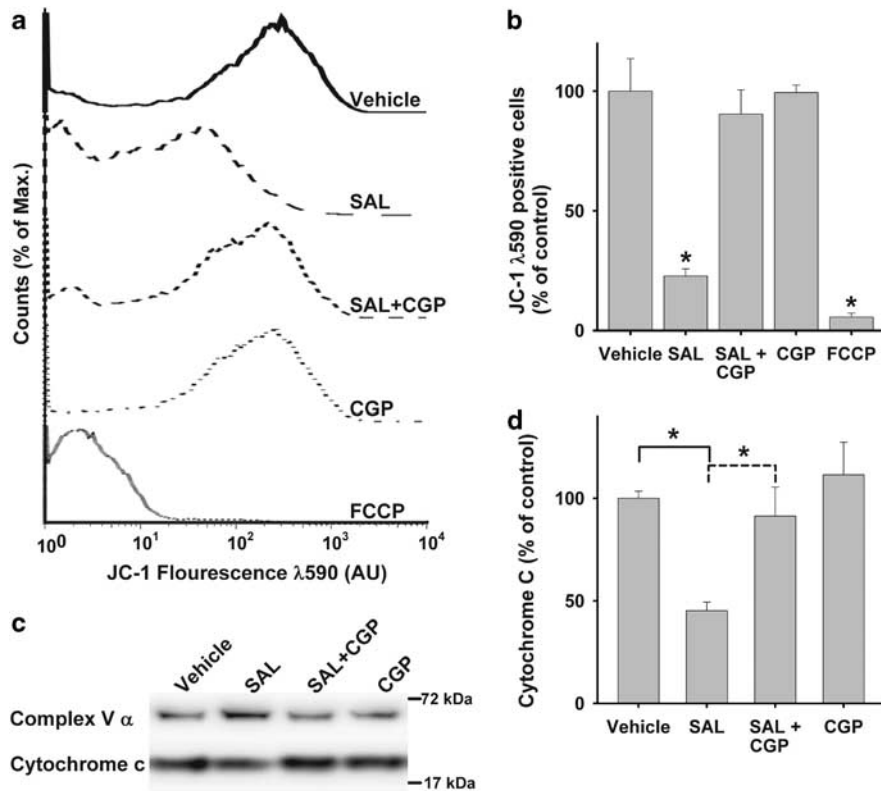 a
Counts (% of Max.)
Vehicle
SAL
SAL+CGP
CGP
FCCP
10⁰ 10¹ 10² 10³ 10⁴
JC-1 Flourescence λ590 (AU)
b
JC-1 λ590 positive cells
(% of control)
100
50
0
*
*
Vehicle SAL SAL + CGP CGP FCCP
c
Vehicle SAL SAL+CGP CGP
Complex V α
72 kDa
Cytochrome c
17 kDa
d
Cytochrome C (% of control)
100
50
0
*
*
Vehicle SAL SAL + CGP CGP